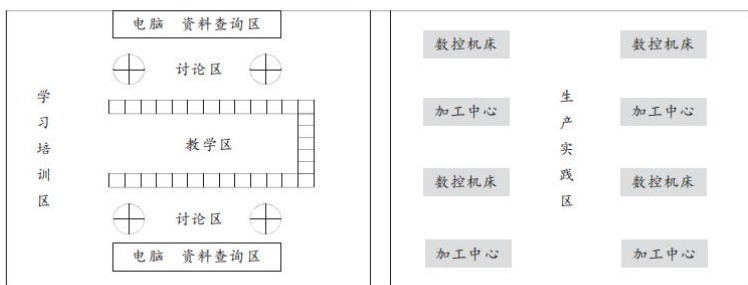 电脑 资料查询区
讨论区
学习培训区
教学区
讨论区
电脑 资料查询区
数控机床 数控机床
加工中心 加工中心
生产实践区
数控机床 数控机床
加工中心 加工中心